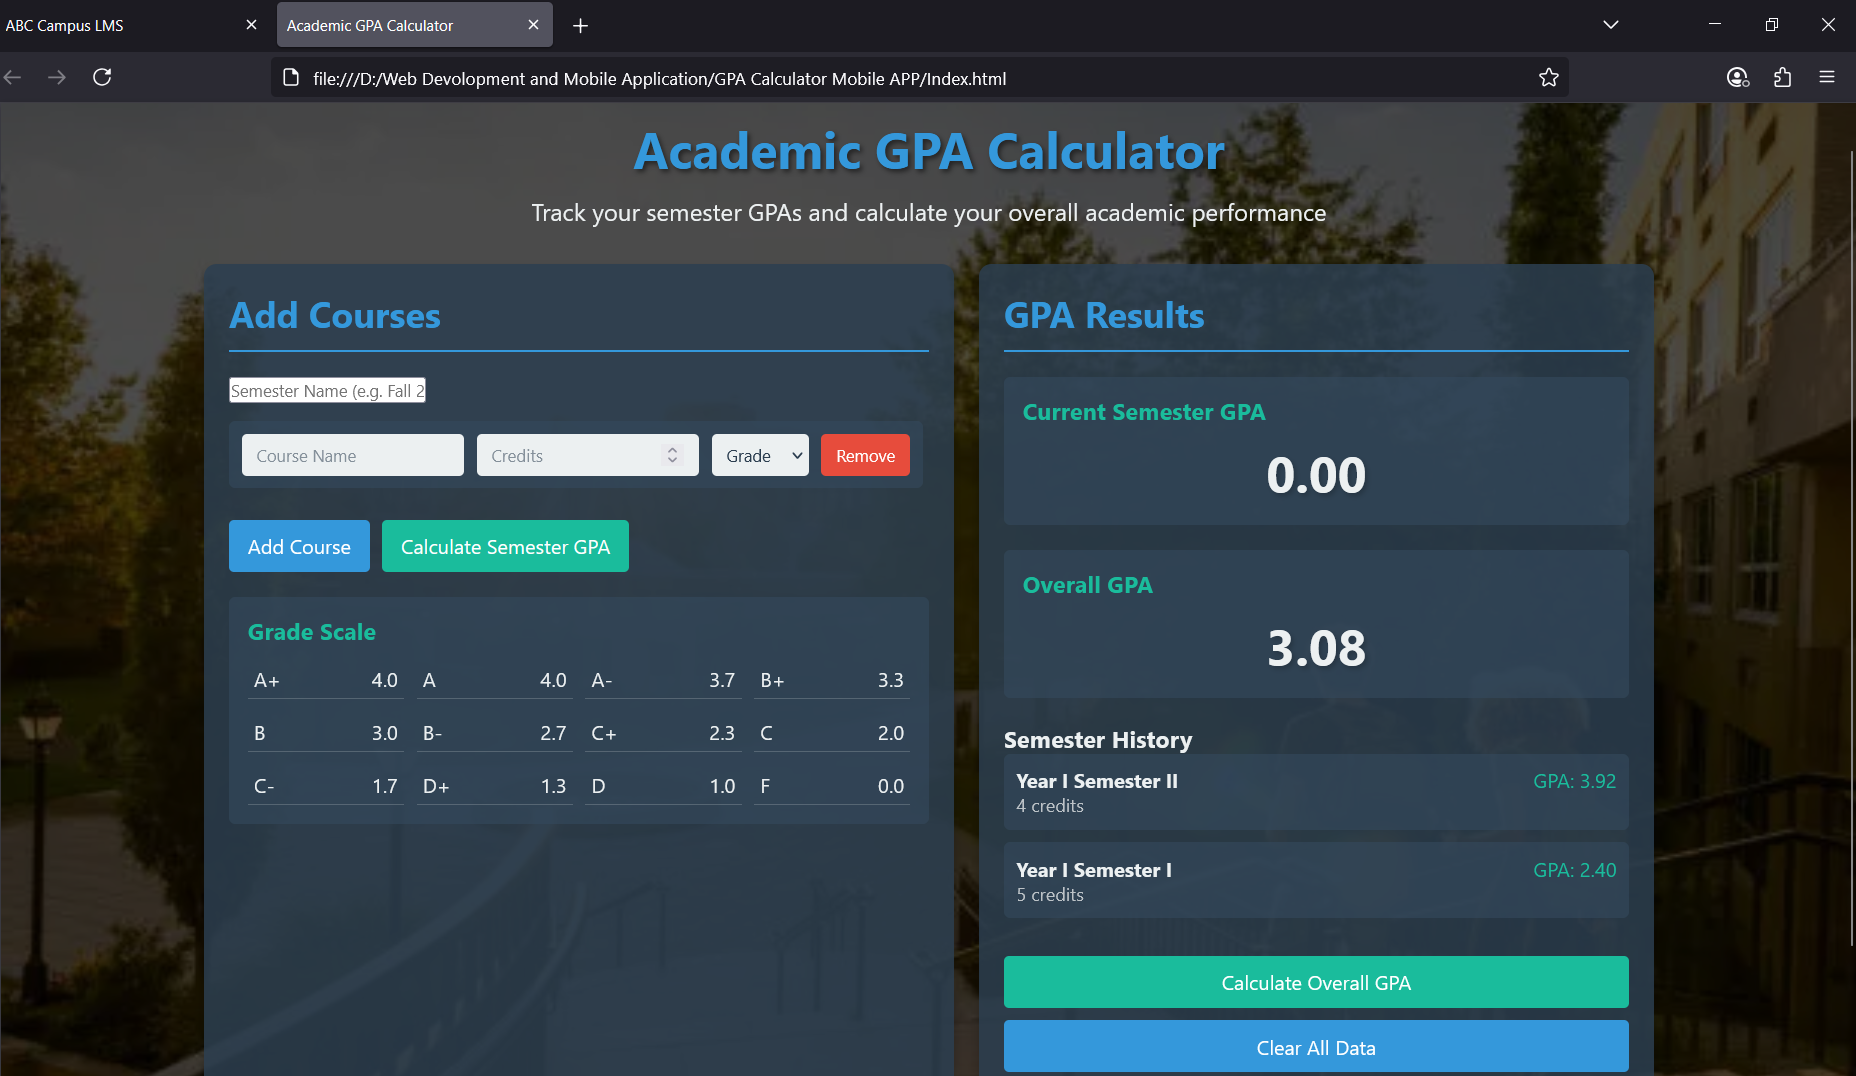 ABC Campus LMS
Academic GPA Calculator
file:///D:/Web Devolopment and Mobile Application/GPA Calculator Mobile APP/Index.html
Academic GPA Calculator
Track your semester GPAs and calculate your overall academic performance
Add Courses
Semester Name (e.g. Fall 2
Course Name Credits Grade Remove
Add Course Calculate Semester GPA
Grade Scale
A+ 4.0 A 4.0 A- 3.7 B+ 3.3
B 3.0 B- 2.7 C+ 2.3 C 2.0
C- 1.7 D+ 1.3 D 1.0 F 0.0
GPA Results
Current Semester GPA
0.00
Overall GPA
3.08
Semester History
Year I Semester II GPA: 3.92
4 credits
Year I Semester I GPA: 2.40
5 credits
Calculate Overall GPA
Clear All Data